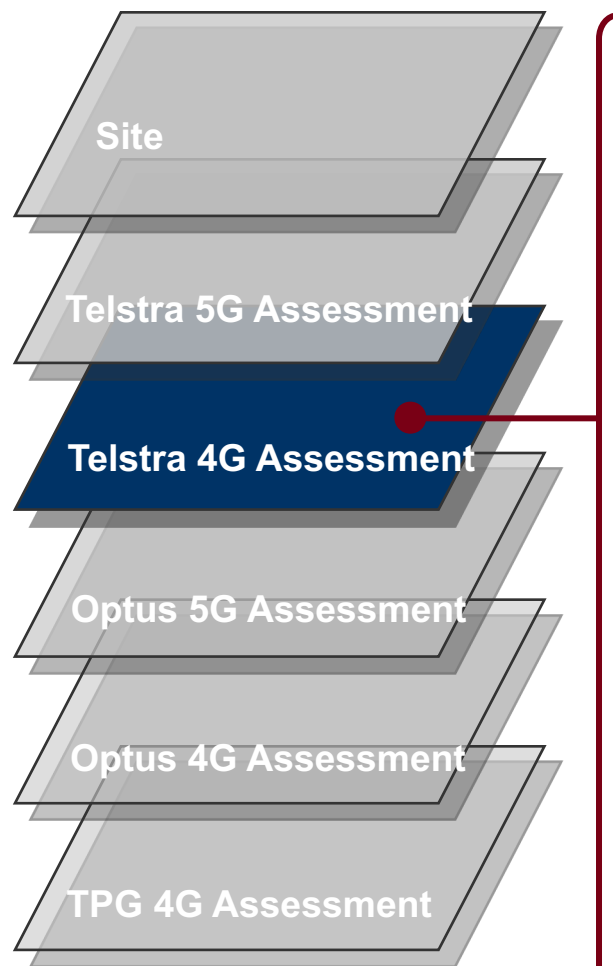 Site
Telstra 5G Assessment
Telstra 4G Assessment
Optus 5G Assessment
Optus 4G Assessment
TPG 4G Assessment